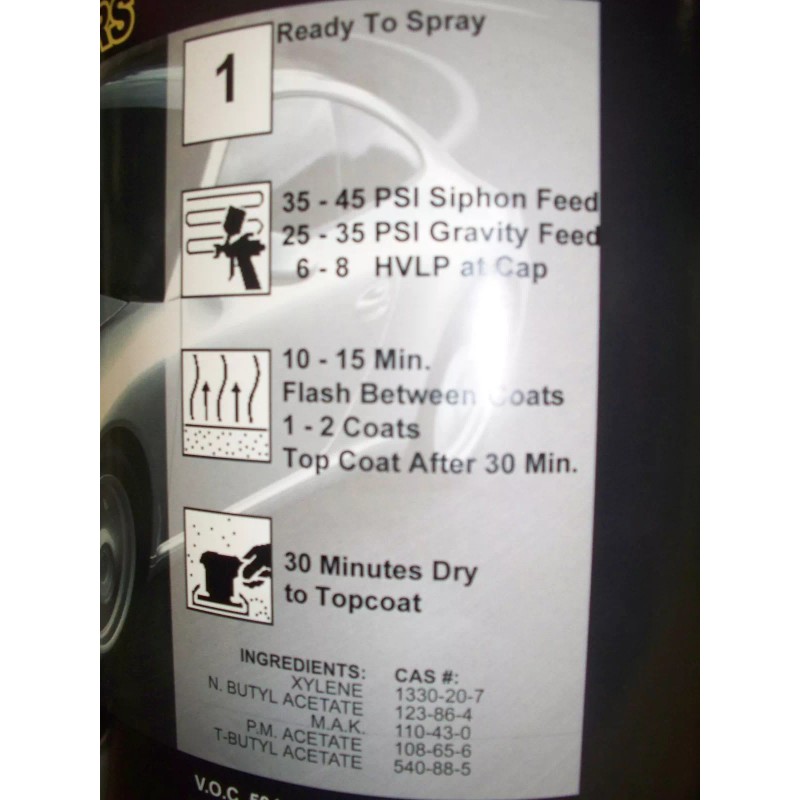 RS
1
Ready To Spray
35 - 45 PSI Siphon Feed
25 - 35 PSI Gravity Feed
6 - 8 HVLP at Cap
10 - 15 Min.
Flash Between Coats
1 - 2 Coats
Top Coat After 30 Min.
30 Minutes Dry
to Topcoat
INGREDIENTS: CAS #:
XYLENE 1330-20-7
N. BUTYL ACETATE 123-86-4
M.A.K. 110-43-0
P.M. ACETATE 108-65-6
T-BUTYL ACETATE 540-88-5
V.O.C.